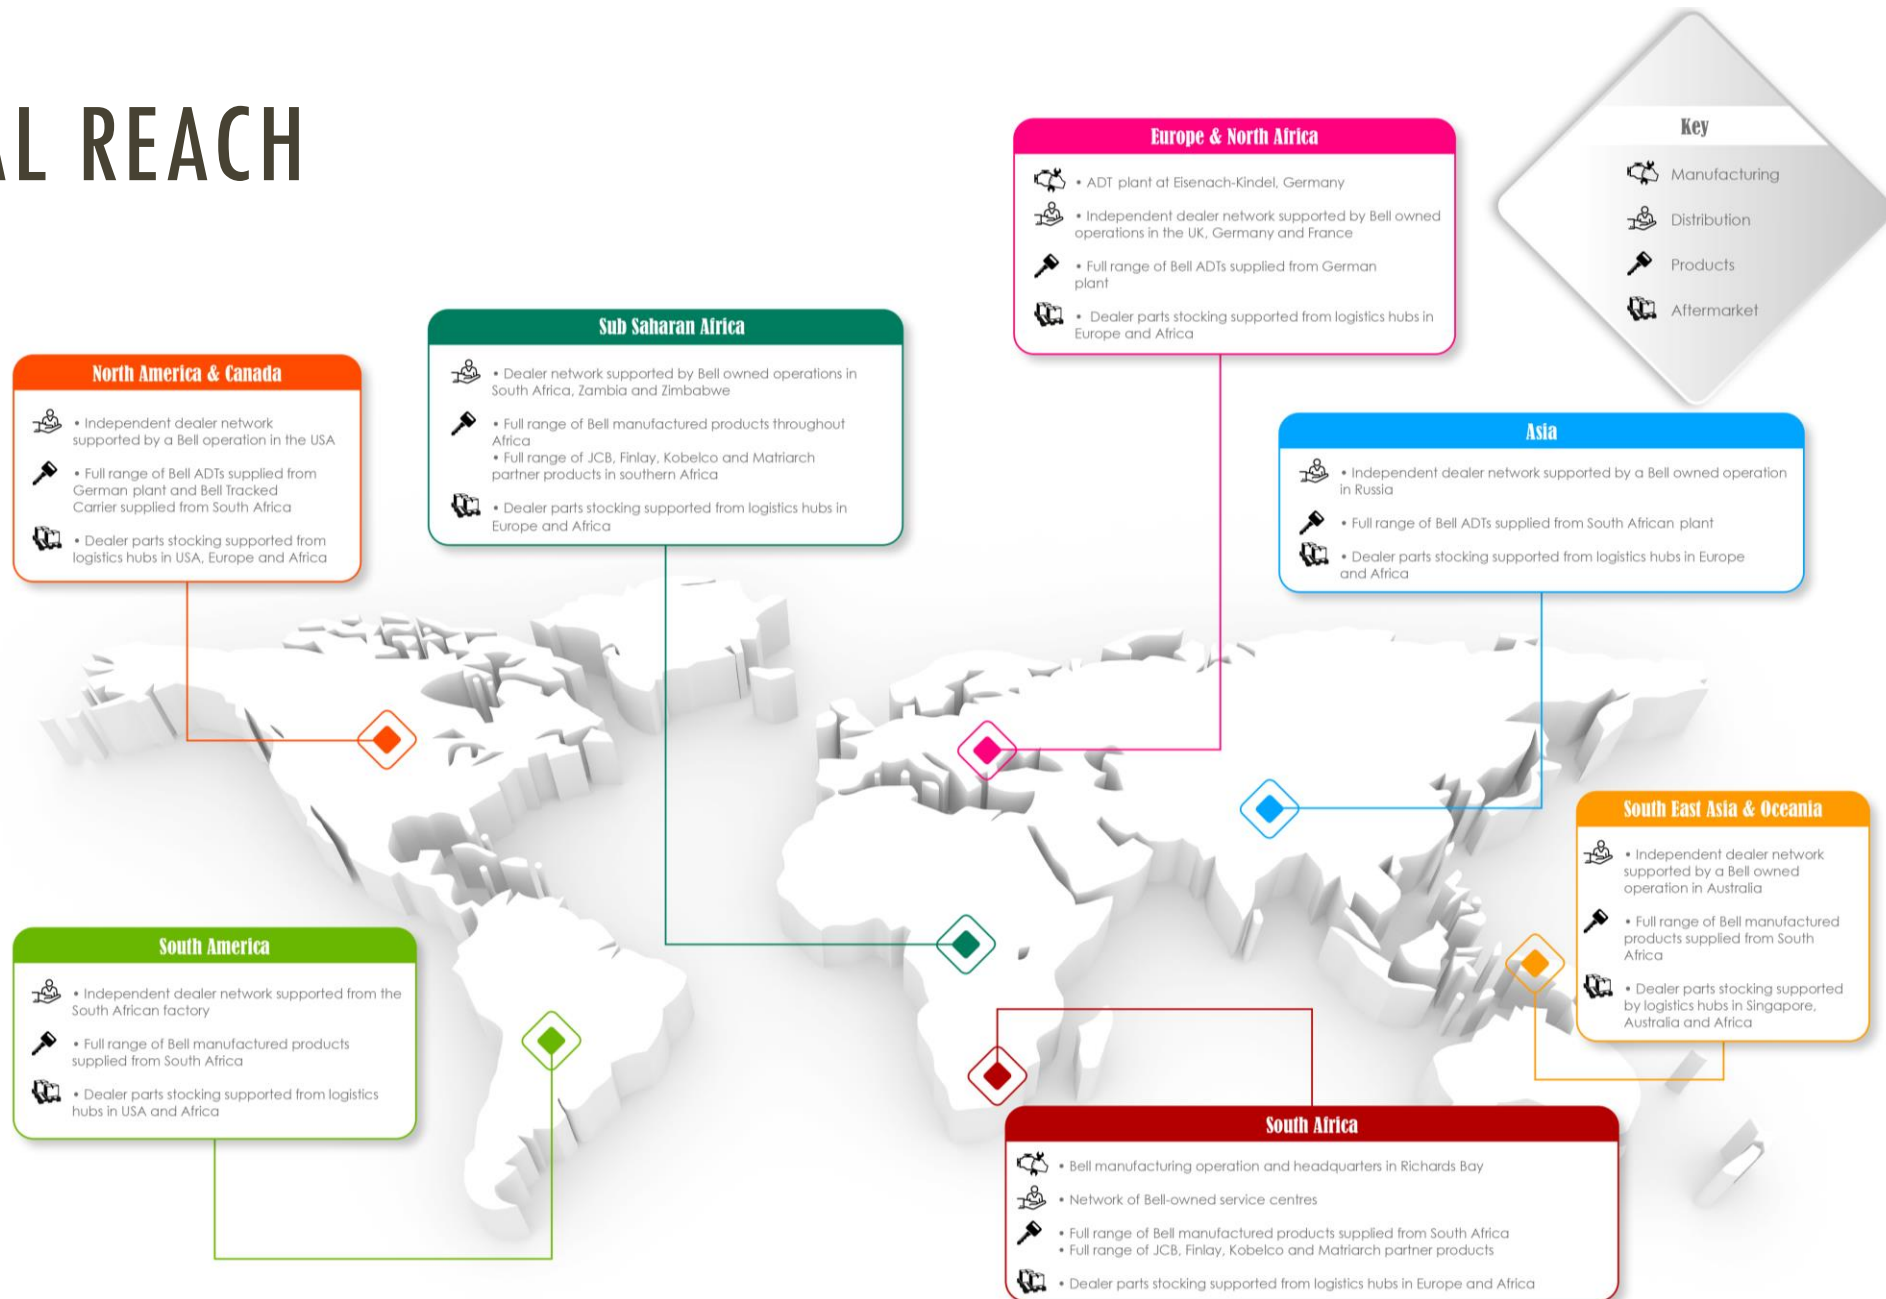 AL REACH
Europe & North Africa
• ADT plant at Eisenach-Kindel, Germany
• Independent dealer network supported by Bell owned
operations in the UK, Germany and France
• Full range of Bell ADTs supplied from German
plant
• Dealer parts stocking supported from logistics hubs in
Europe and Africa
Key
Manufacturing
Distribution
Products
Aftermarket
Sub Saharan Africa
• Dealer network supported by Bell owned operations in
South Africa, Zambia and Zimbabwe
• Full range of Bell manufactured products throughout
Africa
• Full range of JCB, Finlay, Kobelco and Matriarch
partner products in southern Africa
• Dealer parts stocking supported from logistics hubs in
Europe and Africa
North America & Canada
• Independent dealer network
supported by a Bell operation in the USA
• Full range of Bell ADTs supplied from
German plant and Bell Tracked
Carrier supplied from South Africa
• Dealer parts stocking supported from
logistics hubs in USA, Europe and Africa
Asia
• Independent dealer network supported by a Bell owned operation
in Russia
• Full range of Bell ADTs supplied from South African plant
• Dealer parts stocking supported from logistics hubs in Europe
and Africa
South East Asia & Oceania
• Independent dealer network
supported by a Bell owned
operation in Australia
• Full range of Bell manufactured
products supplied from South
Africa
• Dealer parts stocking supported
by logistics hubs in Singapore,
Australia and Africa
South America
• Independent dealer network supported from the
South African factory
• Full range of Bell manufactured products
supplied from South Africa
• Dealer parts stocking supported from logistics
hubs in USA and Africa
South Africa
• Bell manufacturing operation and headquarters in Richards Bay
• Network of Bell-owned service centres
• Full range of Bell manufactured products supplied from South Africa
• Full range of JCB, Finlay, Kobelco and Matriarch partner products
• Dealer parts stocking supported from logistics hubs in Europe and Africa